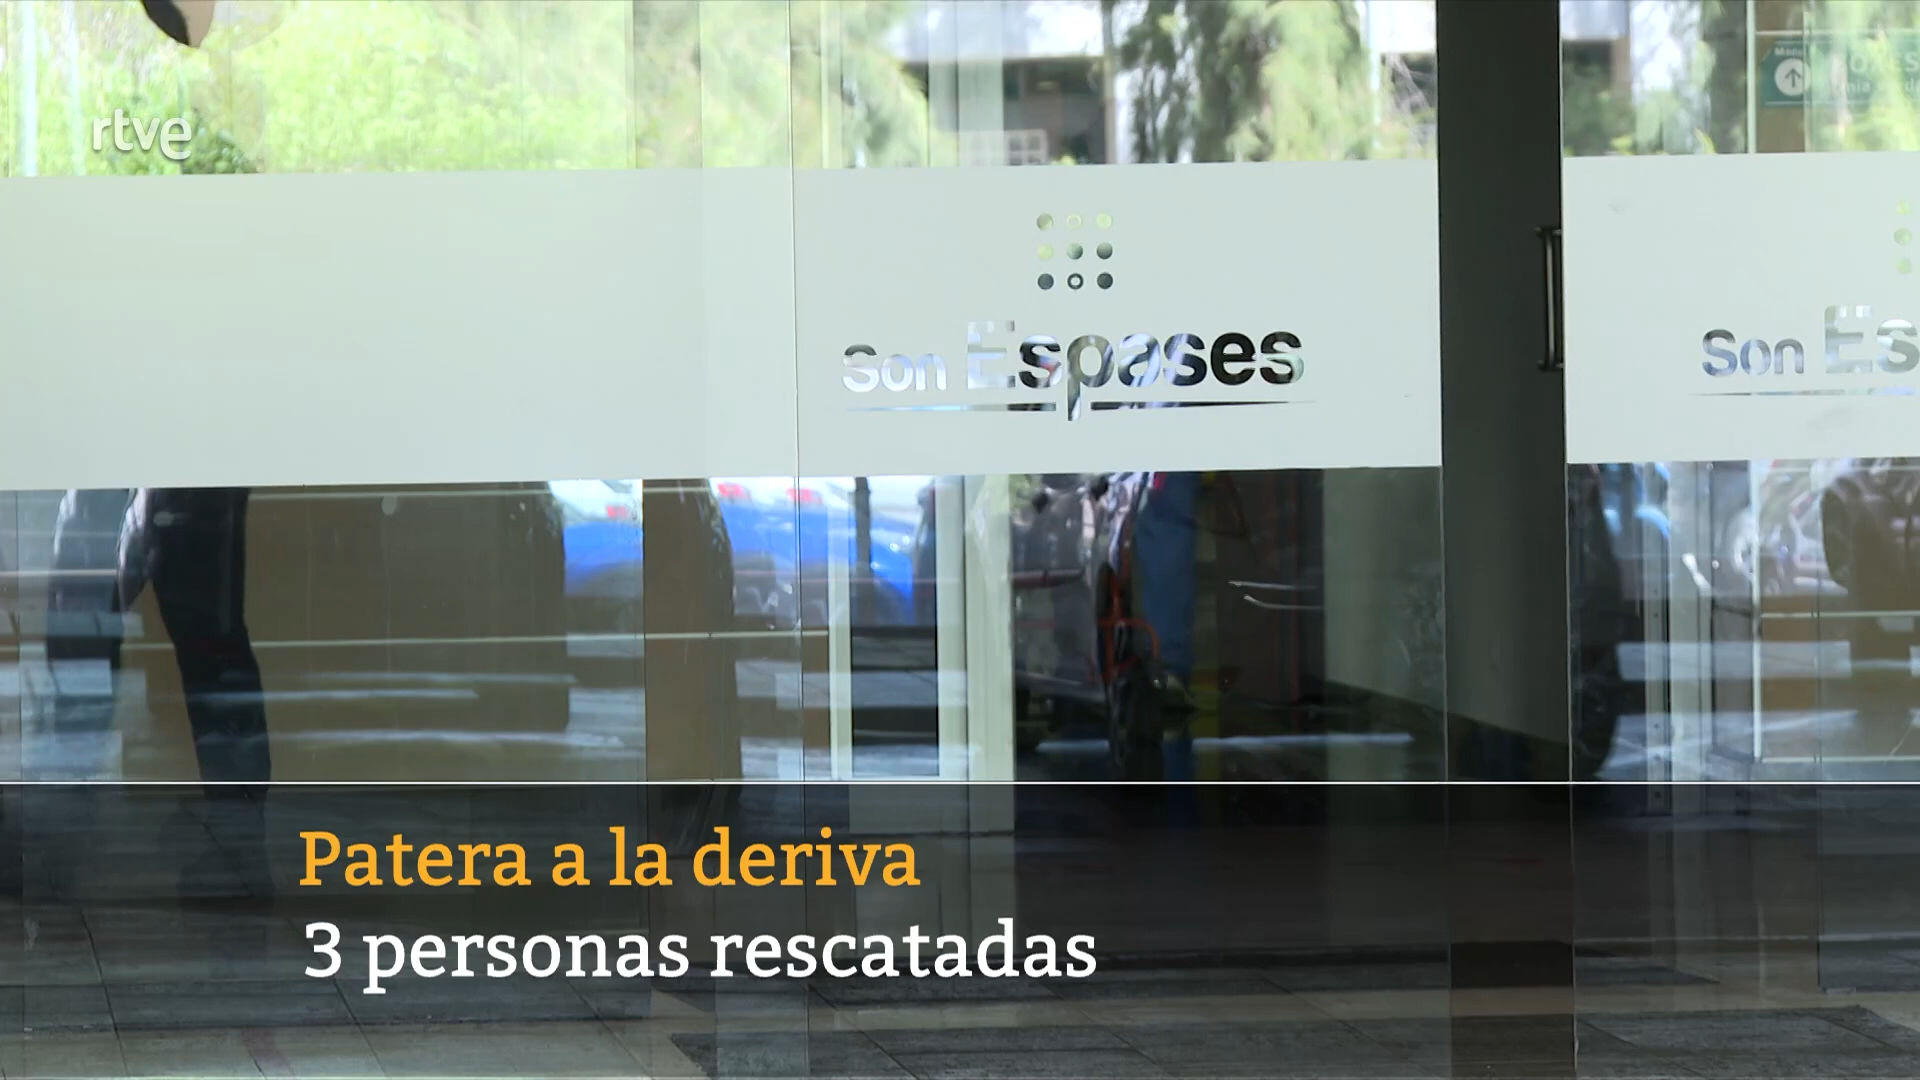 rtve
Son Espases
Son Es
Patera a la deriva
3 personas rescatadas